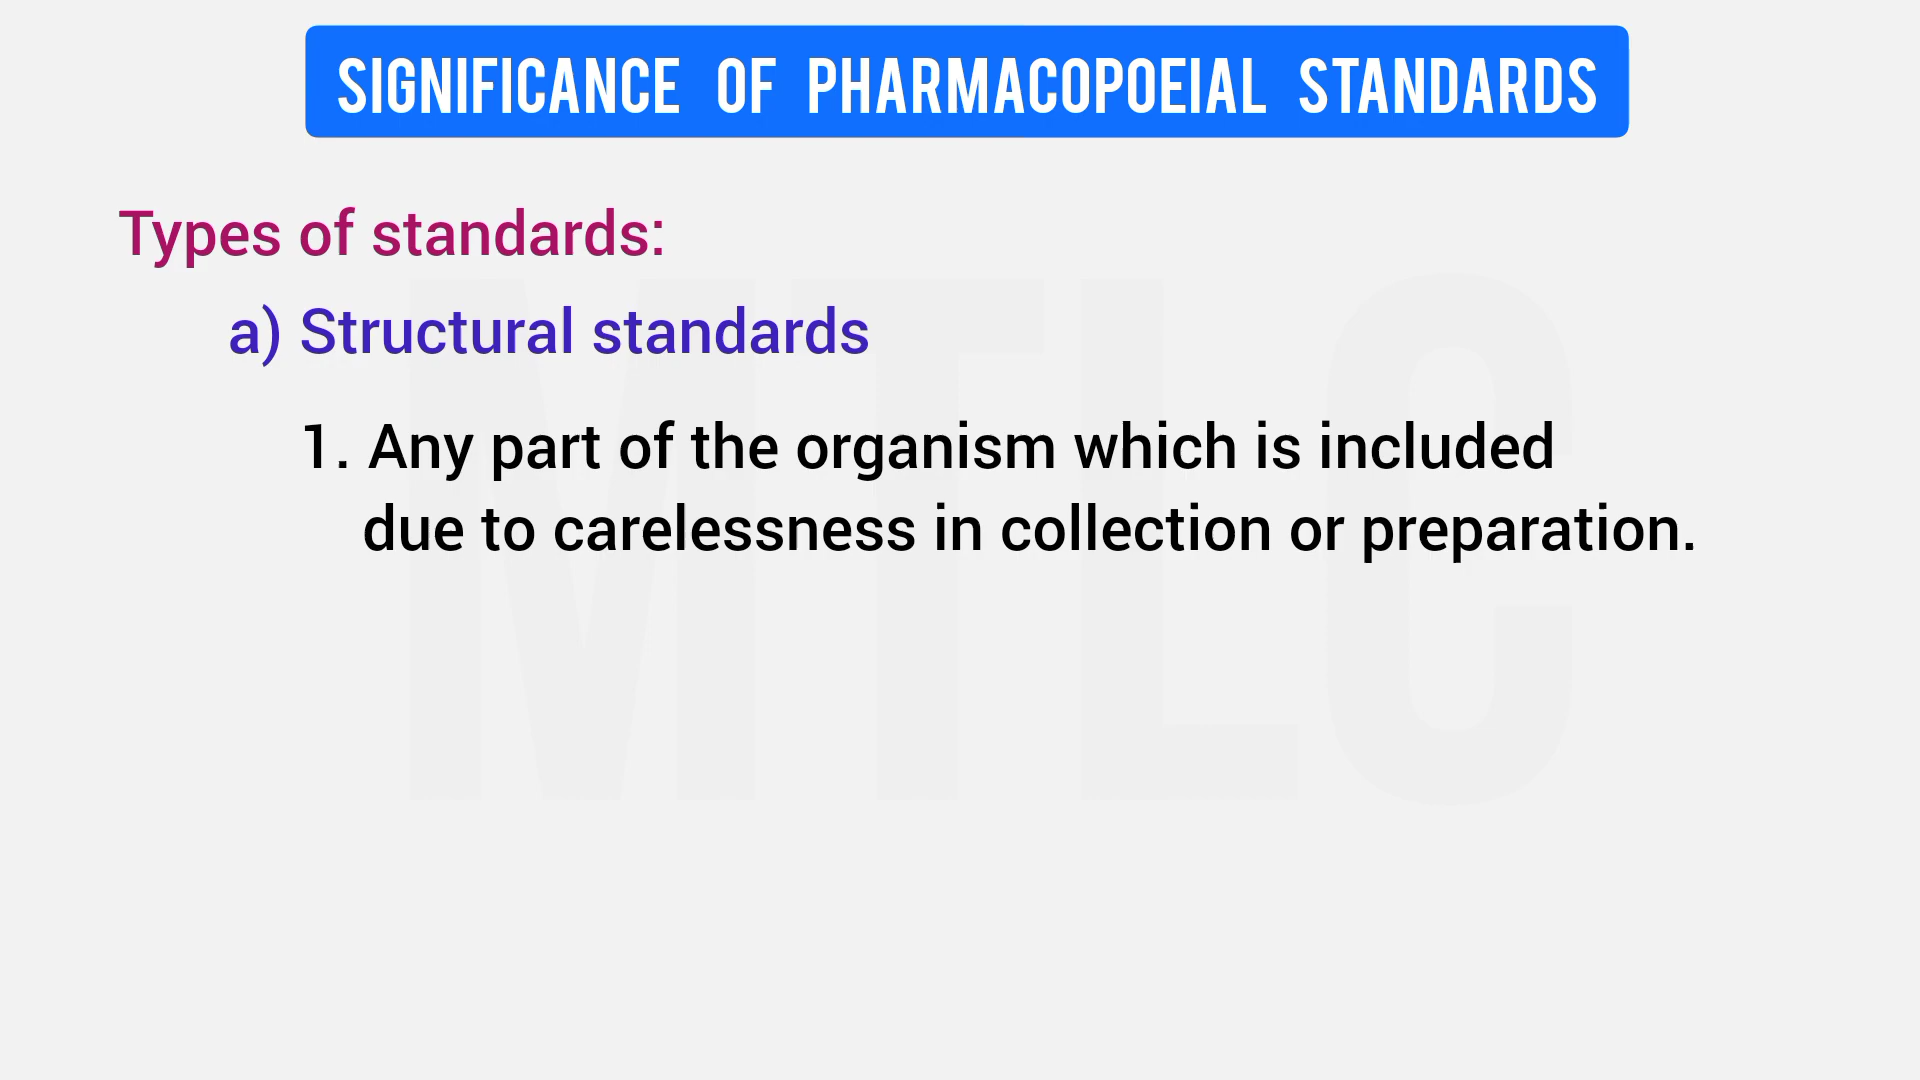 SIGNIFICANCE OF PHARMACOPOEIAL STANDARDS
Types of standards:
a) Structural standards
1. Any part of the organism which is included
due to carelessness in collection or preparation.
MTLC